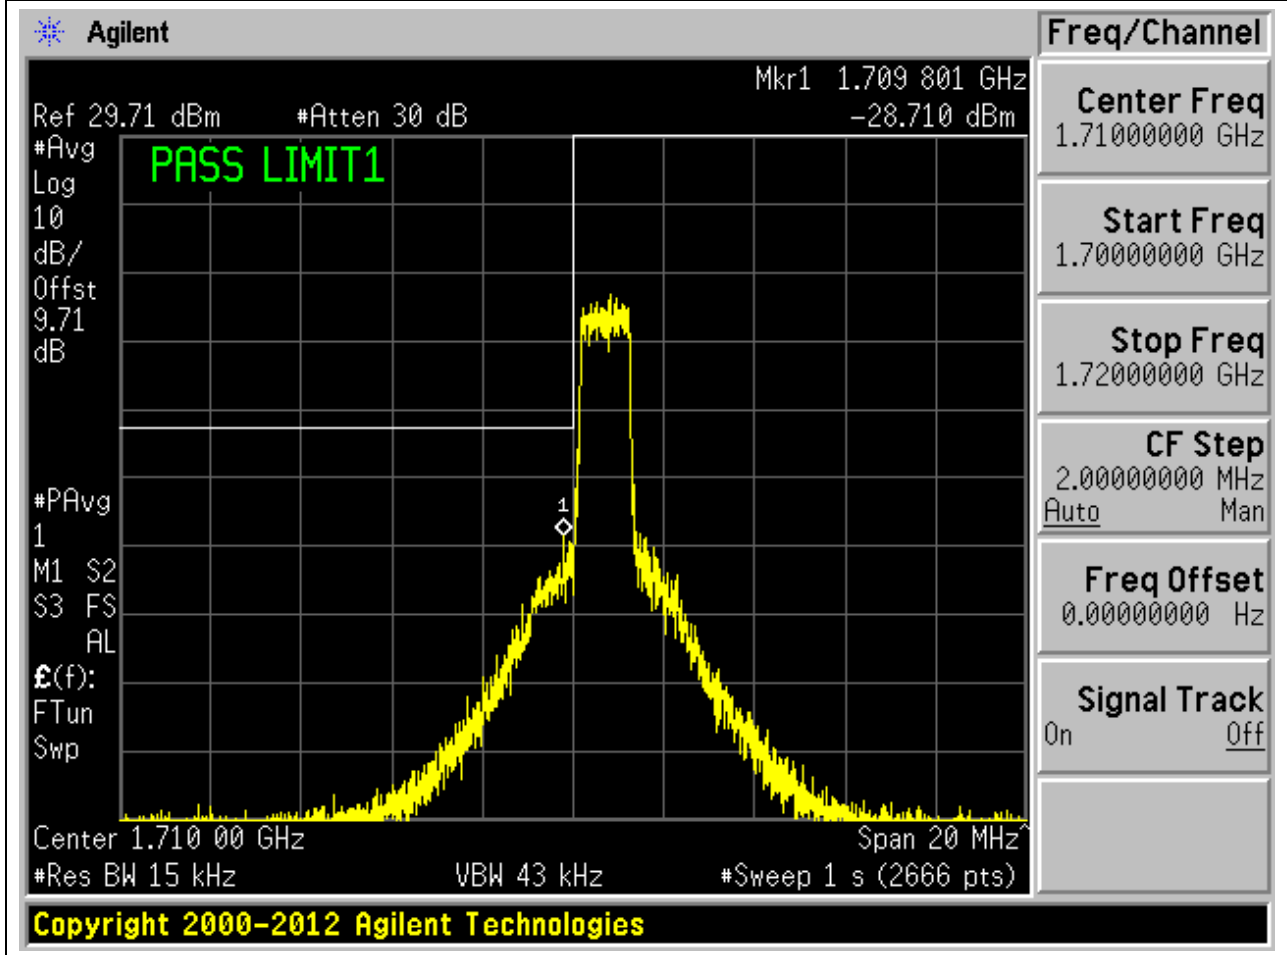 Agilent
Freq/Channel
Mkr1 1.709 801 GHz
Ref 29.71 dBm #Atten 30 dB -28.710 dBm
#Avg
Log
10
dB/
Offst
9.71
dB
PASS LIMIT1
1
#PAvg
1
M1 S2
S3 FS
AL
£(f):
FTun
Swp
Center 1.710 00 GHz Span 20 MHz^
#Res BW 15 kHz VBW 43 kHz #Sweep 1 s (2666 pts)
Center Freq
1.71000000 GHz
Start Freq
1.70000000 GHz
Stop Freq
1.72000000 GHz
CF Step
2.00000000 MHz
Auto Man
Freq Offset
0.00000000 Hz
Signal Track
On Off
Copyright 2000-2012 Agilent Technologies